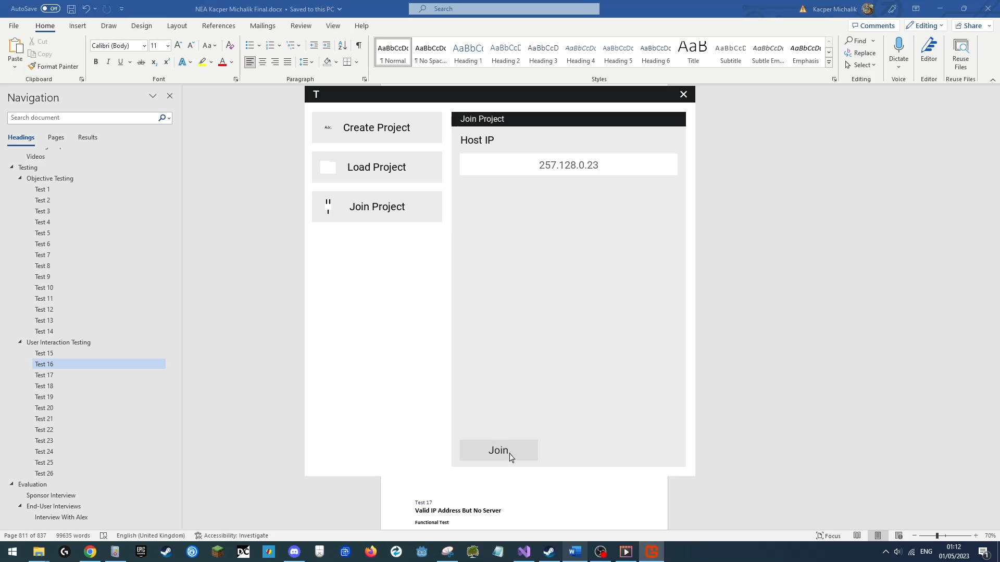 AutoSave Off NEA Kacper Michalik Final.docx • Saved to this PC Search Kacper Michalik
File Home Insert Draw Design Layout References Mailings Review View Help Comments Editing Share
Paste Cut Copy Format Painter Clipboard
Calibri (Body) 11 Font
Paragraph
AaBbCcDc ¶ Normal
AaBbCcDc ¶ No Spac...
AaBbC( Heading 1
AaBbCcE Heading 2
AaBbCcD Heading 3
AaBbCcDc Heading 4
AaBbCcDc Heading 5
AaBbCcDc Heading 6
AaB Title
AaBbCcD Subtitle
AaBbCcDt Subtle Em...
AaBbCcDt Emphasis
Styles
Find Replace Select Editing
Dictate Voice
Editor Editor
Reuse Files Reuse Files
Navigation
Search document
Headings Pages Results
Videos
Testing
Objective Testing
Test 1
Test 2
Test 3
Test 4
Test 5
Test 6
Test 7
Test 8
Test 9
Test 10
Test 11
Test 12
Test 13
Test 14
User Interaction Testing
Test 15
Test 16
Test 17
Test 18
Test 19
Test 20
Test 21
Test 22
Test 23
Test 24
Test 25
Test 26
Evaluation
Sponsor Interview
End-User Interviews
Interview With Alex
T
Create Project
Load Project
Join Project
Join Project
Host IP
257.128.0.23
Join
Test 17
Valid IP Address But No Server
Functional Test
Page 811 of 837 99635 words English (United Kingdom) Accessibility: Investigate Focus 70%
EPIC GAMES DC ENG 01:12 01/05/2023 1